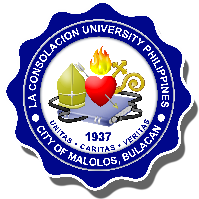 LA CONSOLACION UNIVERSITY PHILIPPINES
UNITAS • CARITAS • VERITAS
1937
• CITY OF MALOLOS, BULACAN •